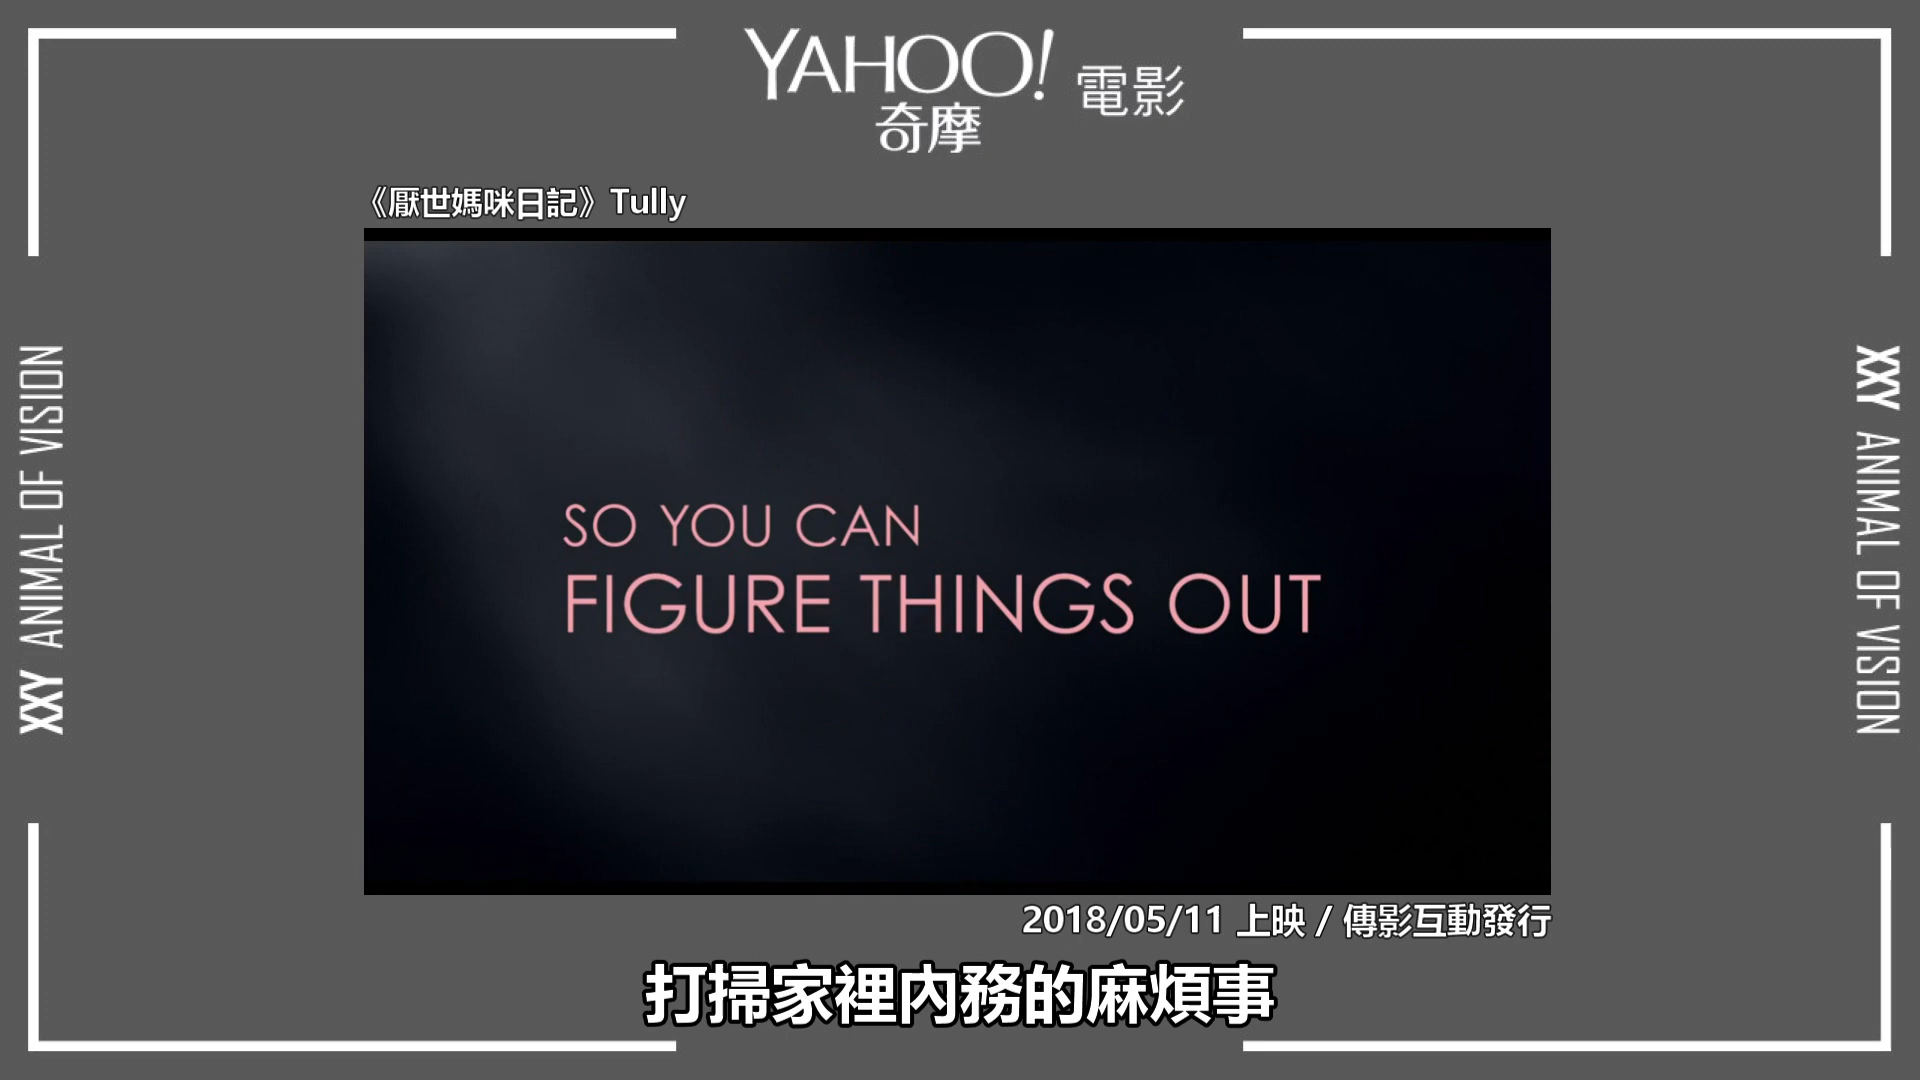 YAHOO!
奇摩
電影
《厭世媽咪日記》Tully
XXY ANIMAL OF VISION
XXY ANIMAL OF VISION
SO YOU CAN
FIGURE THINGS OUT
2018/05/11 上映 / 傳影互動發行
打掃家裡內務的麻煩事